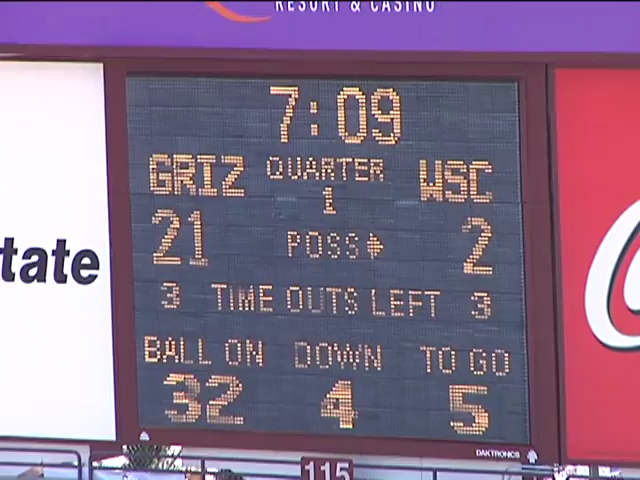 RESORT & CASINO
7:09
GRIZ QUARTER WSC
1
21 POSS 2
3 TIME OUTS LEFT 3
BALL ON DOWN TO GO
32 4 5
tate
DAKTRONICS
115